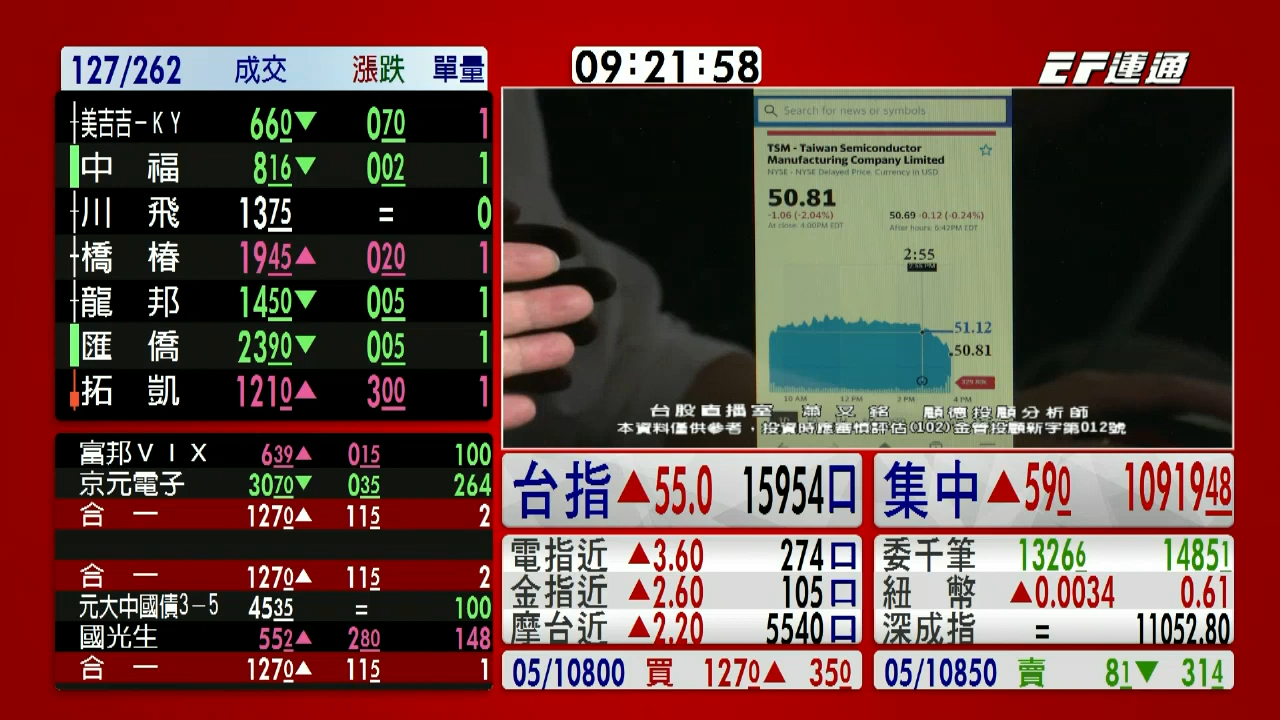 127/262 成交 漲跌 單量
09:21:58
EF運通
美吉吉-KY 660▼ 070 1
中福 816▼ 002 1
川飛 1375 = 0
橋椿 1945▲ 020 1
龍邦 1450▼ 005 1
匯僑 2390▼ 005 1
拓凱 1210▲ 300 1
富邦VIX 639▲ 015 100
京元電子 3070▼ 035 264
合一 1270▲ 115 2
合一 1270▲ 115 2
元大中國債3-5 4535 = 100
國光生 552▲ 280 148
合一 1270▲ 115 1
Search for news or symbols
TSM - Taiwan Semiconductor
Manufacturing Company Limited
NYSE - NYSE Delayed Price. Currency in USD
50.81
-1.06 (-2.04%)
At close: 4:00PM EDT
50.69 -0.12 (-0.24%)
After hours: 6:42PM EDT
2:55
51.12
50.81
10 AM 12 PM 2 PM 4 PM
台股直播室 蕭又銘 顧德投顧分析師
本資料僅供參考，投資時應審慎評估(102)金管投顧新字第012號
台指▲55.0 15954口
集中▲590 1091948
電指近 ▲3.60 274口
金指近 ▲2.60 105口
摩台近 ▲2.20 5540口
委千筆 13266 14851
紐幣 ▲0.0034 0.61
深成指 = 11052.80
05/10800 買 1270▲ 350
05/10850 賣 81▼ 314